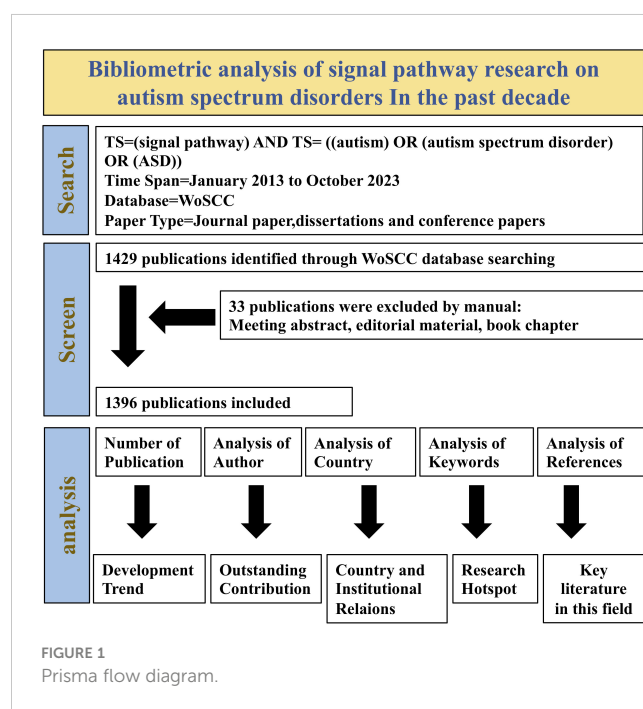 Bibliometric analysis of signal pathway research on
autism spectrum disorders In the past decade
Search
TS=(signal pathway) AND TS= ((autism) OR (autism spectrum disorder)
OR (ASD))
Time Span=January 2013 to October 2023
Database=WoSCC
Paper Type=Journal paper,dissertations and conference papers
Screen
1429 publications identified through WoSCC database searching
33 publications were excluded by manual:
Meeting abstract, editorial material, book chapter
1396 publications included
analysis
Number of
Publication
Analysis of
Author
Analysis of
Country
Analysis of
Keywords
Analysis of
References
Development
Trend
Outstanding
Contribution
Country and
Institutional
Relaions
Research
Hotspot
Key
literature
in this field
FIGURE 1
Prisma flow diagram.